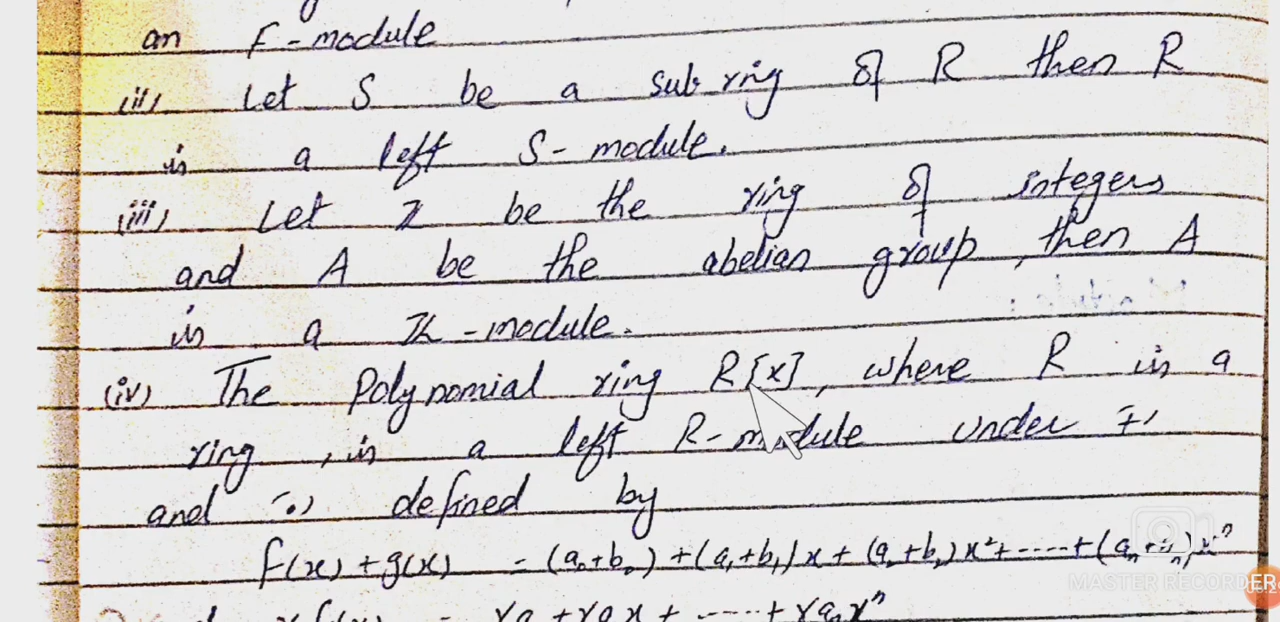 an F-module
(ii) Let S be a sub ring of R then R
is a left S-module.
(iii) Let Z be the ring of integers
and A be the abelian group, then A
is a Z-module.
(iv) The Polynomial ring R[x], where R is a
ring, is a left R-module under '+'
and '.' defined by
f(x)+g(x) = (a₀+b₀)+(a₁+b₁)x+(a₂+b₂)x²+----+(aₙ+bₙ)xⁿ
MASTER RECORDER